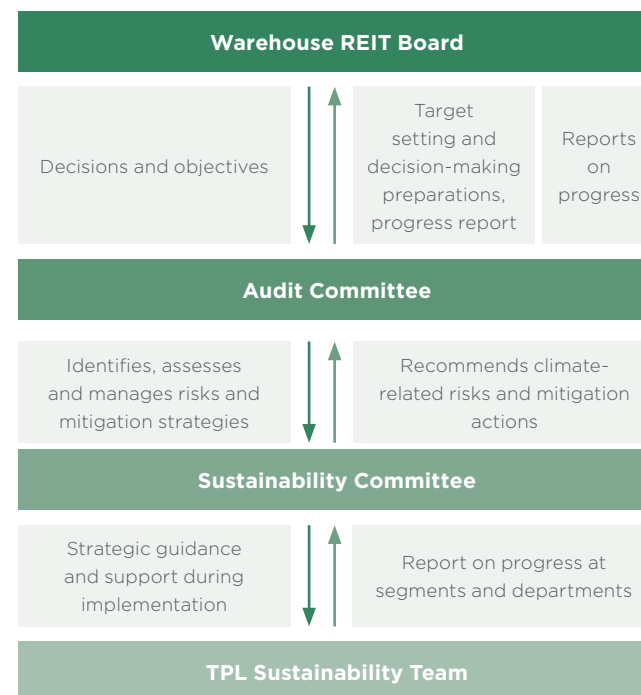 Warehouse REIT Board
Decisions and objectives
Target
setting and
decision-making
preparations,
progress report
Reports
on
progress
Audit Committee
Identifies, assesses
and manages risks and
mitigation strategies
Recommends climate-
related risks and mitigation
actions
Sustainability Committee
Strategic guidance
and support during
implementation
Report on progress at
segments and departments
TPL Sustainability Team